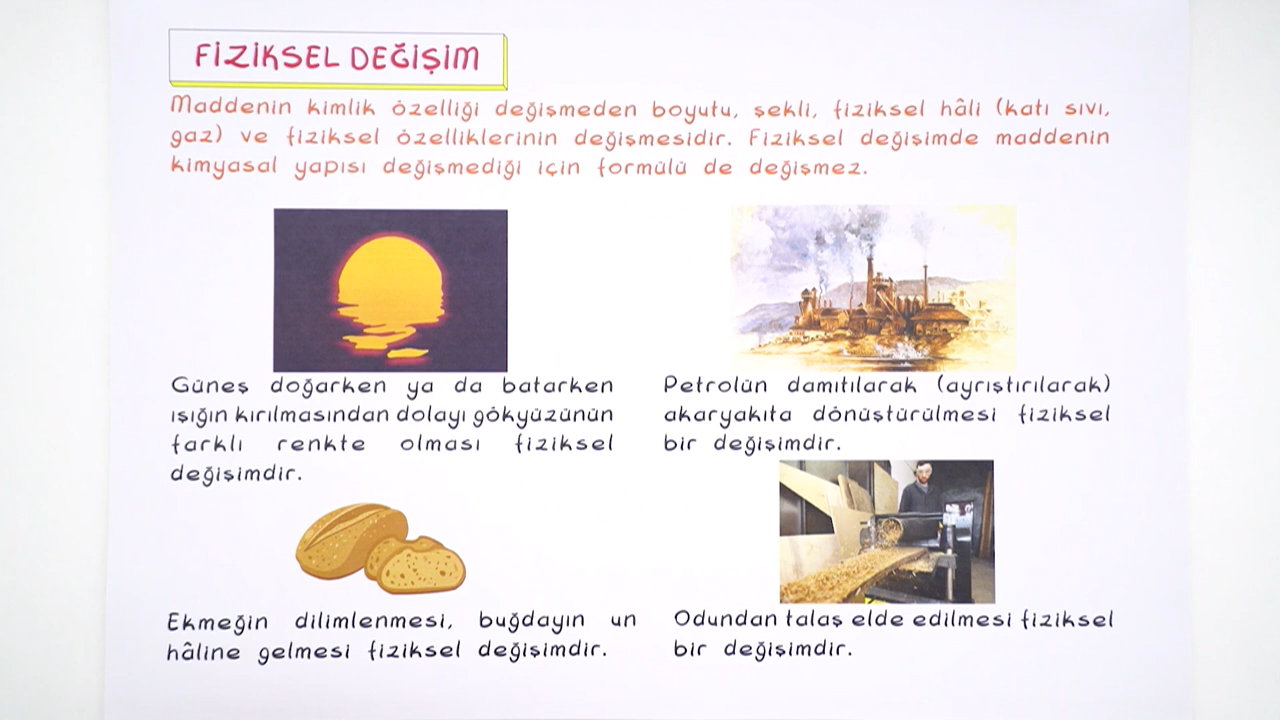 FİZİKSEL DEĞİŞİM
Maddenin kimlik özelliği değişmeden boyutu, şekli, fiziksel hâli (katı sıvı,
gaz) ve fiziksel özelliklerinin değişmesidir. Fiziksel değişimde maddenin
kimyasal yapısı değişmediği için formülü de değişmez.
Güneş doğarken ya da batarken
ışığın kırılmasından dolayı gökyüzünün
farklı renkte olması fiziksel
değişimdir.
Petrolün damıtılarak (ayrıştırılarak)
akaryakıta dönüştürülmesi fiziksel
bir değişimdir.
Ekmeğin dilimlenmesi, buğdayın un
hâline gelmesi fiziksel değişimdir.
Odundan talaş elde edilmesi fiziksel
bir değişimdir.